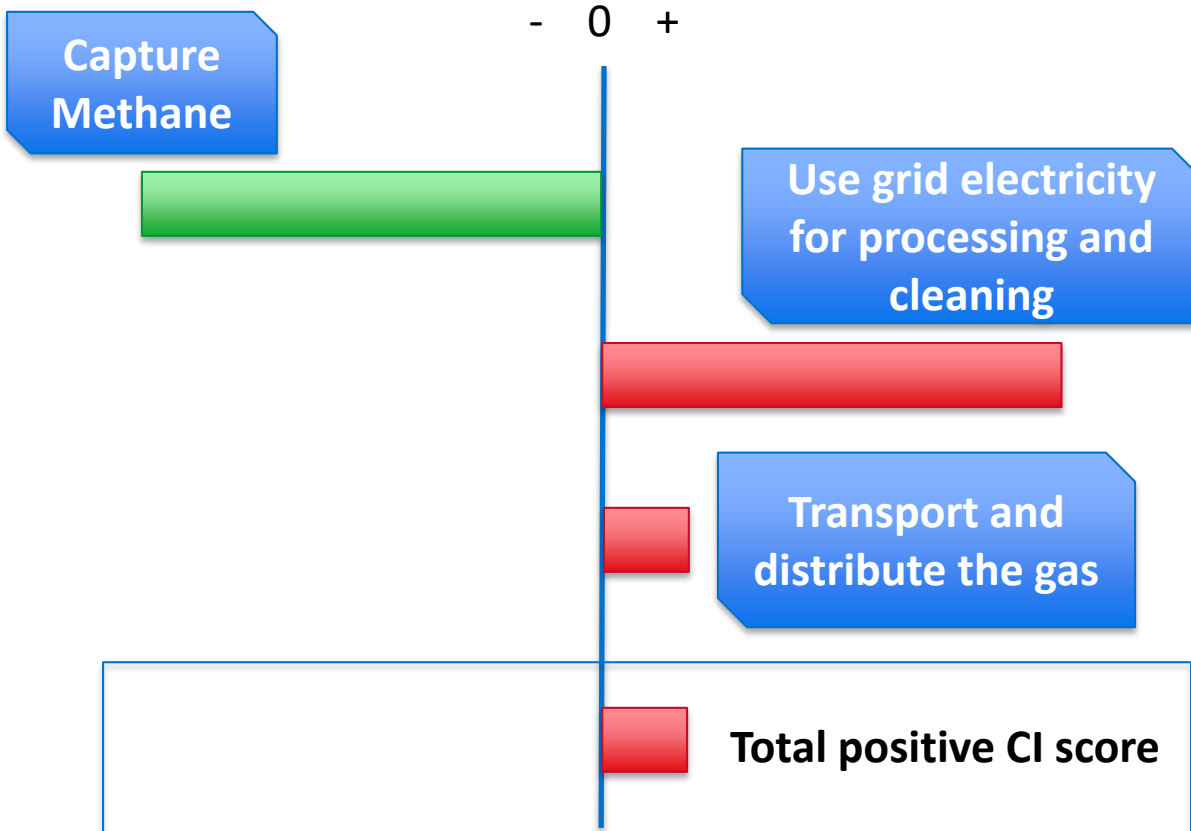 - 0 +
Capture
Methane
Use grid electricity
for processing and
cleaning
Transport and
distribute the gas
Total positive CI score